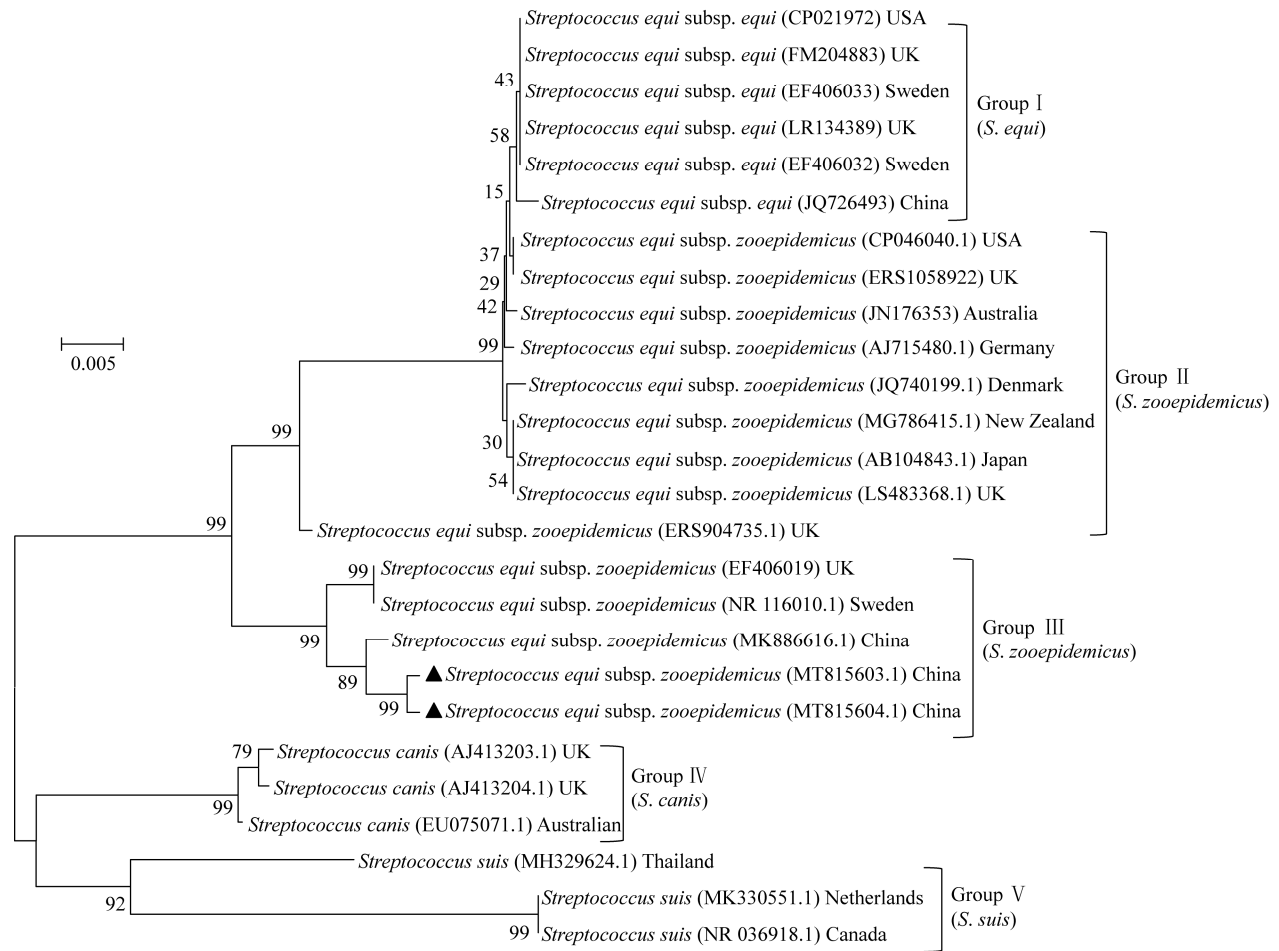 Streptococcus equi subsp. equi (CP021972) USA
Streptococcus equi subsp. equi (FM204883) UK
43
Streptococcus equi subsp. equi (EF406033) Sweden
Group Ⅰ
(S. equi)
58
Streptococcus equi subsp. equi (LR134389) UK
Streptococcus equi subsp. equi (EF406032) Sweden
15
Streptococcus equi subsp. equi (JQ726493) China
Streptococcus equi subsp. zooepidemicus (CP046040.1) USA
37
Streptococcus equi subsp. zooepidemicus (ERS1058922) UK
29
42
Streptococcus equi subsp. zooepidemicus (JN176353) Australia
99
Streptococcus equi subsp. zooepidemicus (AJ715480.1) Germany
0.005
Streptococcus equi subsp. zooepidemicus (JQ740199.1) Denmark
Group Ⅱ
(S. zooepidemicus)
Streptococcus equi subsp. zooepidemicus (MG786415.1) New Zealand
99
30
Streptococcus equi subsp. zooepidemicus (AB104843.1) Japan
54
Streptococcus equi subsp. zooepidemicus (LS483368.1) UK
99
Streptococcus equi subsp. zooepidemicus (ERS904735.1) UK
99
Streptococcus equi subsp. zooepidemicus (EF406019) UK
Streptococcus equi subsp. zooepidemicus (NR 116010.1) Sweden
Group Ⅲ
(S. zooepidemicus)
99
Streptococcus equi subsp. zooepidemicus (MK886616.1) China
▲Streptococcus equi subsp. zooepidemicus (MT815603.1) China
89
99
▲Streptococcus equi subsp. zooepidemicus (MT815604.1) China
79
Streptococcus canis (AJ413203.1) UK
Group Ⅳ
(S. canis)
Streptococcus canis (AJ413204.1) UK
99
Streptococcus canis (EU075071.1) Australian
Streptococcus suis (MH329624.1) Thailand
92
Streptococcus suis (MK330551.1) Netherlands
Group Ⅴ
(S. suis)
99
Streptococcus suis (NR 036918.1) Canada